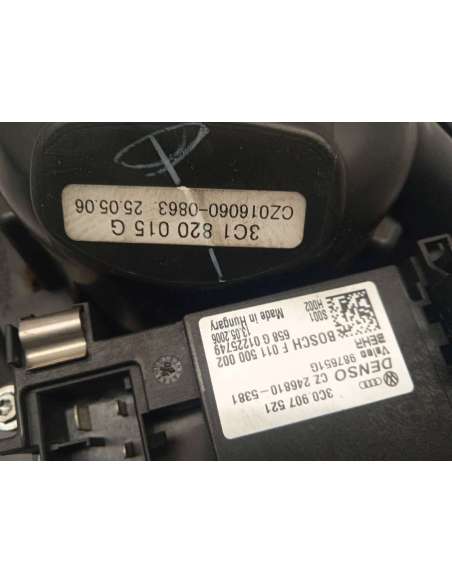 3C1 820 015 G
CZ016060-0863 25.05.06
3C0 907 521
DENSO CZ 246810-5381
Valeo 987651G
BEHR
BOSCH F 011 500 002
658 G 01225749
13.05.2006
Made in Hungary
S001
H002